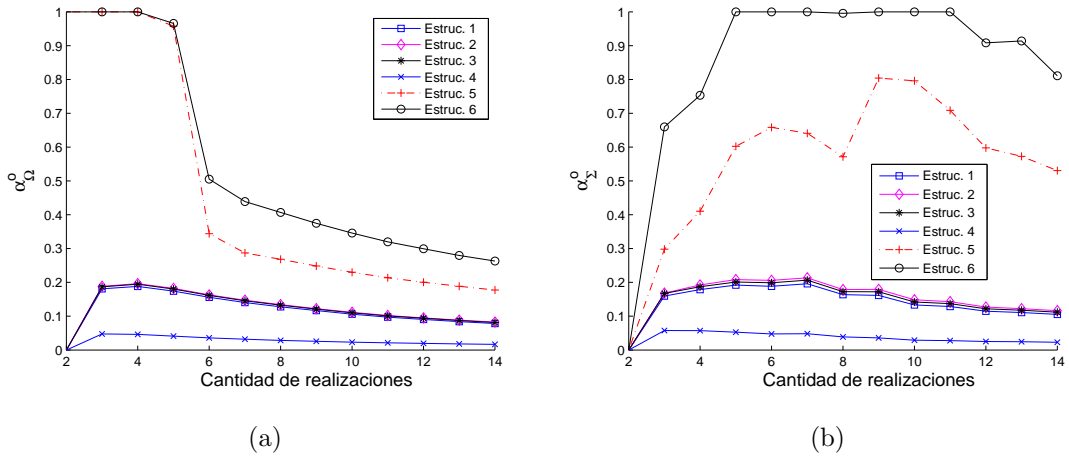 1
0.9
0.8
0.7
0.6
0.5
0.4
0.3
0.2
0.1
0
α_Ω^o
2 4 6 8 10 12 14
Cantidad de realizaciones
Estruc. 1
Estruc. 2
Estruc. 3
Estruc. 4
Estruc. 5
Estruc. 6
(a)
1
0.9
0.8
0.7
0.6
0.5
0.4
0.3
0.2
0.1
0
α_Σ^o
2 4 6 8 10 12 14
Cantidad de realizaciones
Estruc. 1
Estruc. 2
Estruc. 3
Estruc. 4
Estruc. 5
Estruc. 6
(b)